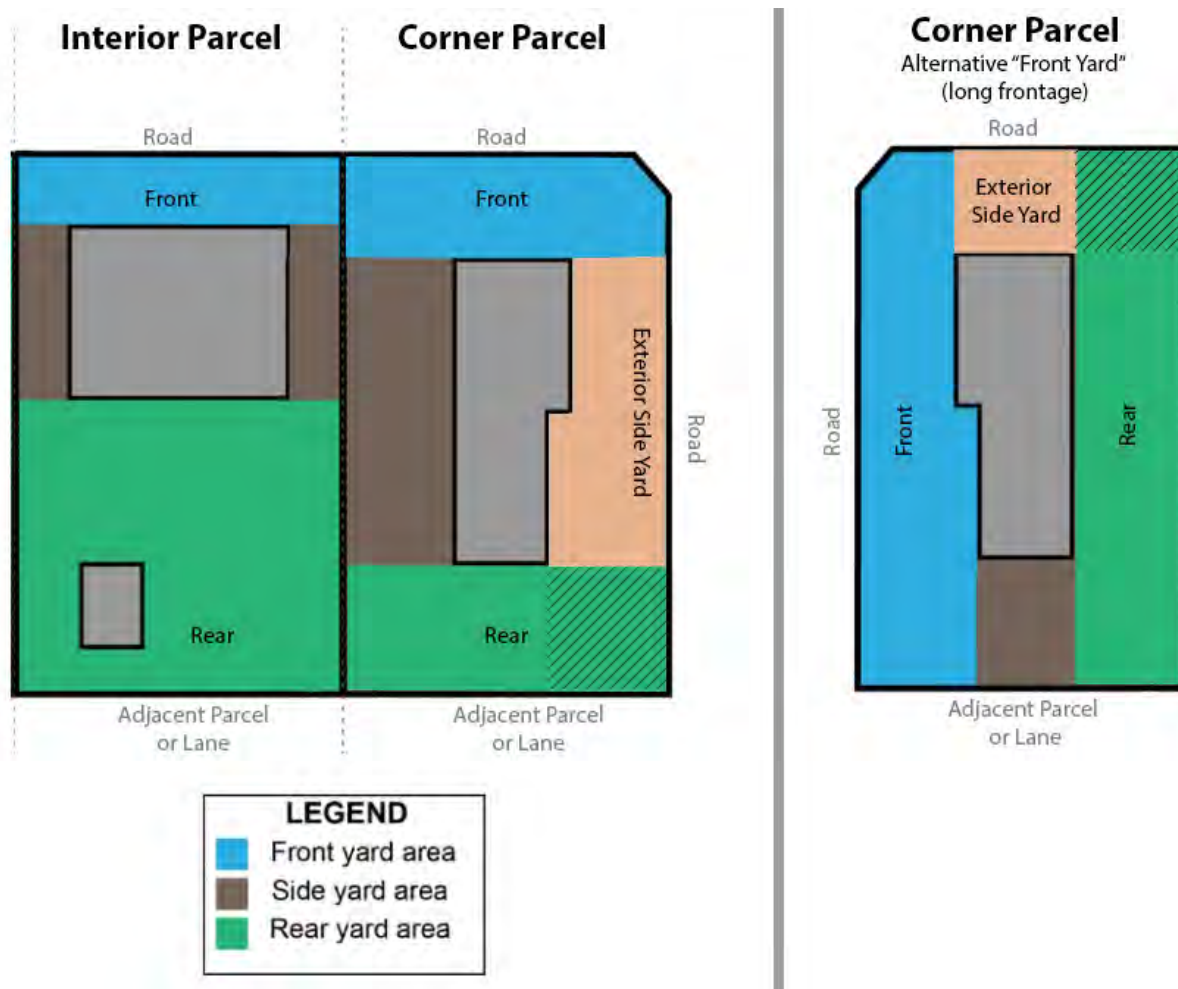 Interior Parcel
Corner Parcel
Road
Road
Front
Front
Exterior Side Yard
Road
Rear
Rear
Adjacent Parcel
or Lane
Adjacent Parcel
or Lane
LEGEND
Front yard area
Side yard area
Rear yard area
Corner Parcel
Alternative “Front Yard”
(long frontage)
Road
Exterior
Side Yard
Road
Front
Rear
Adjacent Parcel
or Lane